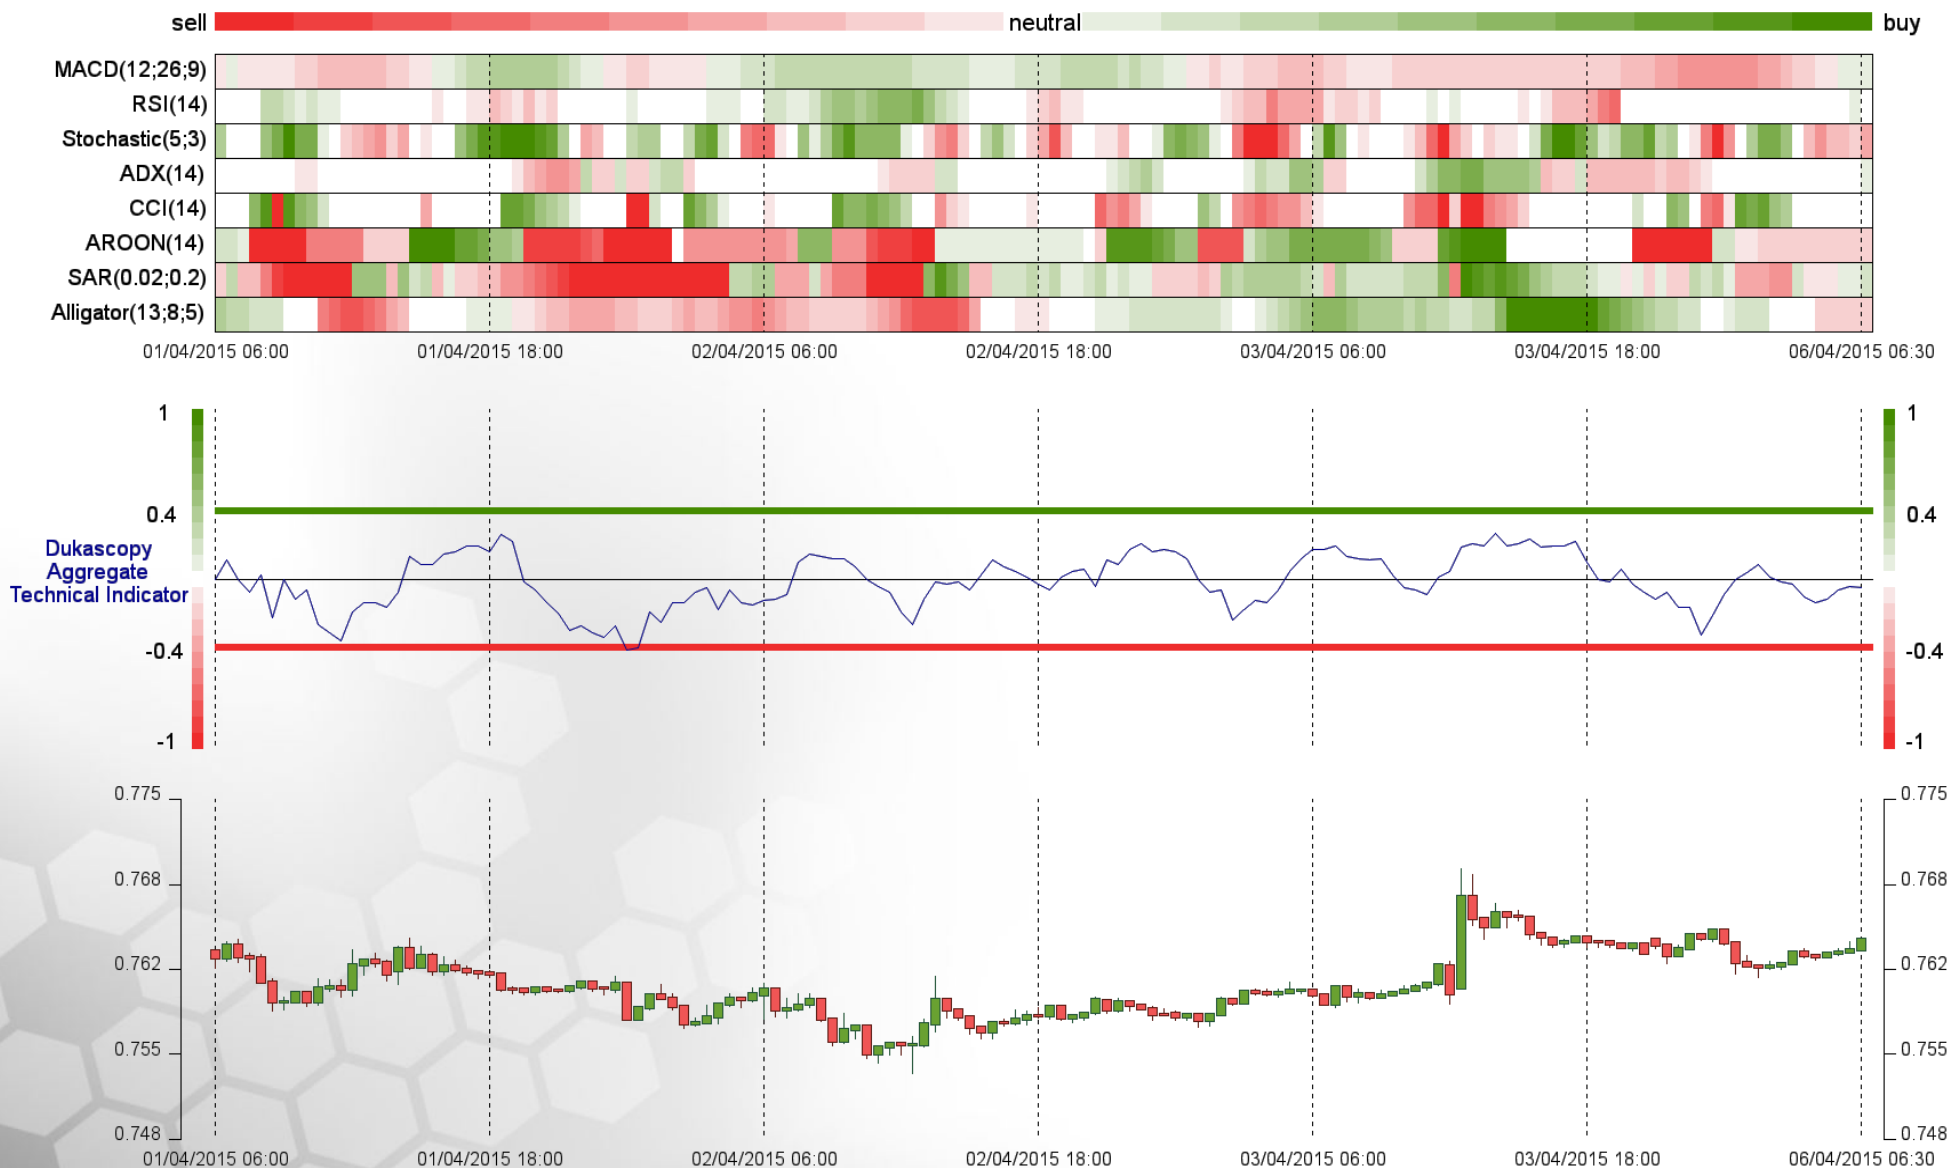 sell neutral buy
MACD(12;26;9)
RSI(14)
Stochastic(5;3)
ADX(14)
CCI(14)
AROON(14)
SAR(0.02;0.2)
Alligator(13;8;5)
01/04/2015 06:00 01/04/2015 18:00 02/04/2015 06:00 02/04/2015 18:00 03/04/2015 06:00 03/04/2015 18:00 06/04/2015 06:30
1 1
0.4 0.4
Dukascopy
Aggregate
Technical Indicator
-0.4 -0.4
-1 -1
0.775 0.775
0.768 0.768
0.762 0.762
0.755 0.755
0.748 0.748
01/04/2015 06:00 01/04/2015 18:00 02/04/2015 06:00 02/04/2015 18:00 03/04/2015 06:00 03/04/2015 18:00 06/04/2015 06:30